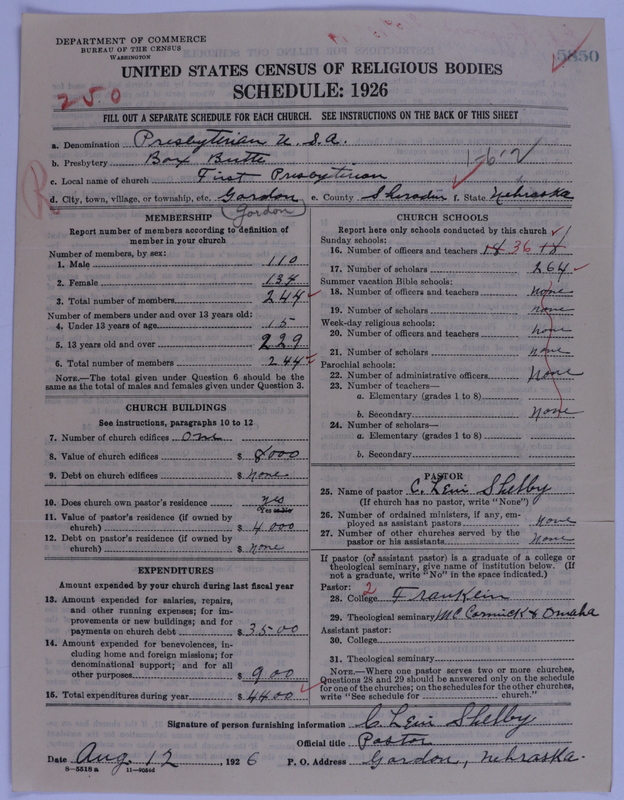 DEPARTMENT OF COMMERCE
BUREAU OF THE CENSUS
WASHINGTON
5850
UNITED STATES CENSUS OF RELIGIOUS BODIES
250
SCHEDULE: 1926
FILL OUT A SEPARATE SCHEDULE FOR EACH CHURCH. SEE INSTRUCTIONS ON THE BACK OF THIS SHEET
a. Denomination Presbyterian U.S.A.
b. Presbytery Box Butte 1-6-2
c. Local name of church First Presbyterian
d. City, town, village, or township, etc. Gordon e. County Sheridan f. State Nebraska
(Gordon)
MEMBERSHIP
Report number of members according to definition of
member in your church
Number of members, by sex:
1. Male 110
2. Female 134
3. Total number of members 244
Number of members under and over 13 years old:
4. Under 13 years of age 15
5. 13 years old and over 229
6. Total number of members 244
NOTE.—The total given under Question 6 should be
same as the total of males and females given under Question 3.
CHURCH BUILDINGS
See instructions, paragraphs 10 to 12
7. Number of church edifices One
8. Value of church edifices $ 8000
9. Debt on church edifices $ None
10. Does church own pastor's residence yes
11. Value of pastor's residence (if owned by
church) $ 4000
12. Debt on pastor's residence (if owned by
church) $ none
EXPENDITURES
Amount expended by your church during last fiscal year
13. Amount expended for salaries, repairs,
and other running expenses; for im-
provements or new buildings; and for
payments on church debt $ 3500
14. Amount expended for benevolences, in-
cluding home and foreign missions; for
denominational support; and for all
other purposes $ 900
15. Total expenditures during year $ 4400
CHURCH SCHOOLS
Report here only schools conducted by this church
Sunday schools:
16. Number of officers and teachers 18 36 18
17. Number of scholars 264
Summer vacation Bible schools:
18. Number of officers and teachers none
19. Number of scholars none
Week-day religious schools:
20. Number of officers and teachers none
21. Number of scholars none
Parochial schools:
22. Number of administrative officers None
23. Number of teachers—
a. Elementary (grades 1 to 8)
b. Secondary None
24. Number of scholars—
a. Elementary (grades 1 to 8)
b. Secondary
PASTOR
25. Name of pastor C. Levi Shelby
(If church has no pastor, write "None")
26. Number of ordained ministers, if any, em-
ployed as assistant pastors none
27. Number of other churches served by the
pastor or his assistants none
If pastor (or assistant pastor) is a graduate of a college or
theological seminary, give name of institution below. (If
not a graduate, write "No" in the space indicated.)
Pastor: 2
28. College Franklin
29. Theological seminary McCormick & Omaha
Assistant pastor:
30. College
31. Theological seminary
NOTE.—Where one pastor serves two or more churches,
Questions 28 and 29 should be answered only on the schedule
for one of the churches; on the schedules for the other churches,
write "See schedule for church."
Signature of person furnishing information C. Levi Shelby
Official title Pastor
Date Aug. 12, 1926 P. O. Address Gordon, Nebraska.
8—5518a